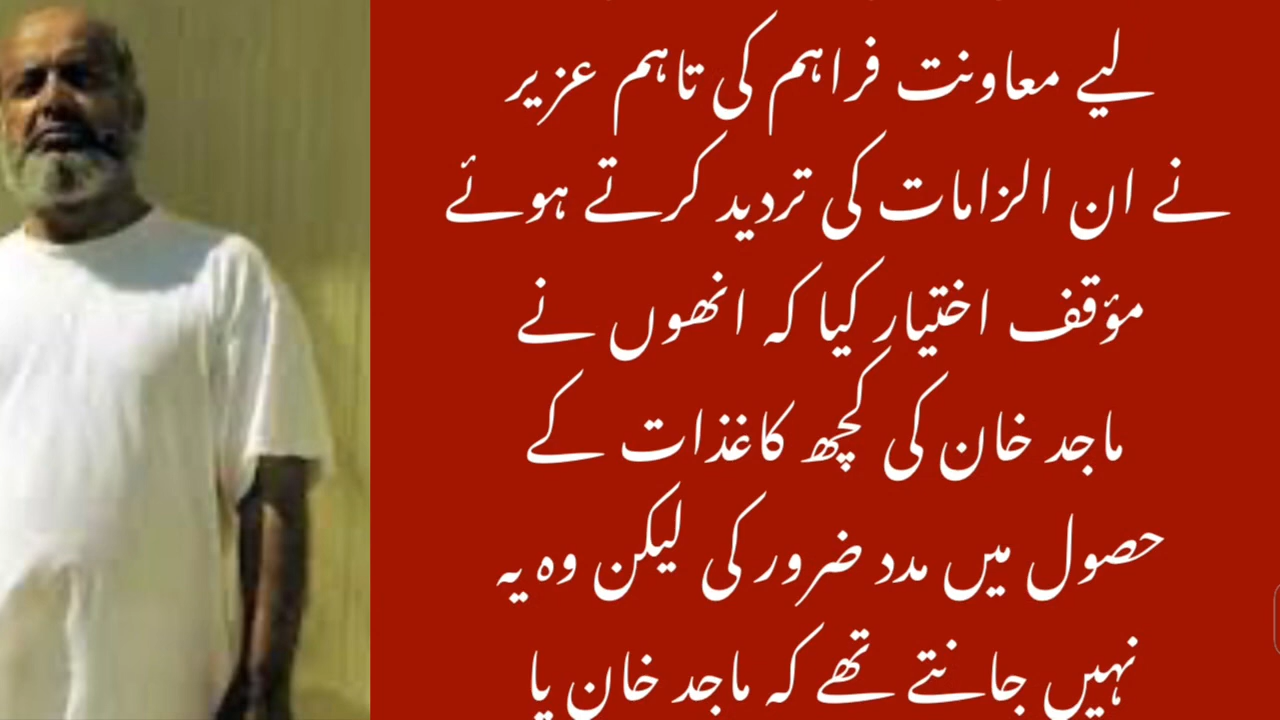 لیے معاونت فراہم کی تاہم عزیر
نے ان الزامات کی تردید کرتے ہوئے
مؤقف اختیار کیا کہ انھوں نے
ماجد خان کی کچھ کاغذات کے
حصول میں مدد ضرور کی لیکن وہ یہ
نہیں جانتے تھے کہ ماجد خان یا